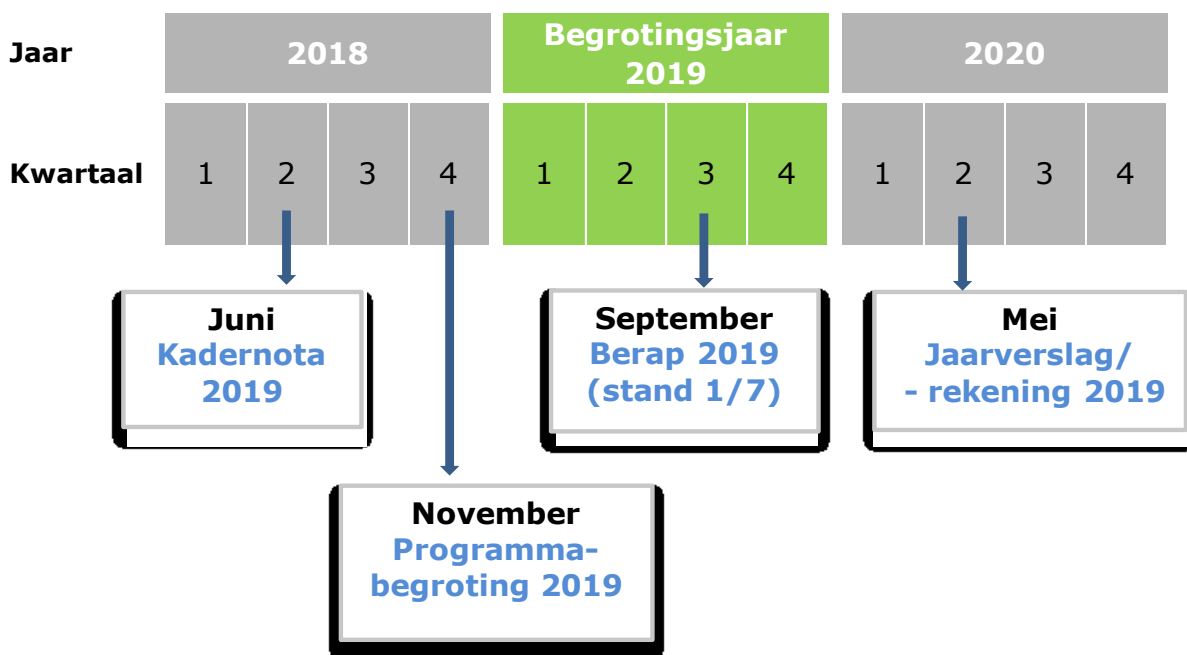 Jaar
2018
Begrotingsjaar
2019
2020
Kwartaal
1 2 3 4 1 2 3 4 1 2 3 4
Juni
Kadernota
2019
September
Berap 2019
(stand 1/7)
Mei
Jaarverslag/
- rekening 2019
November
Programma-
begroting 2019